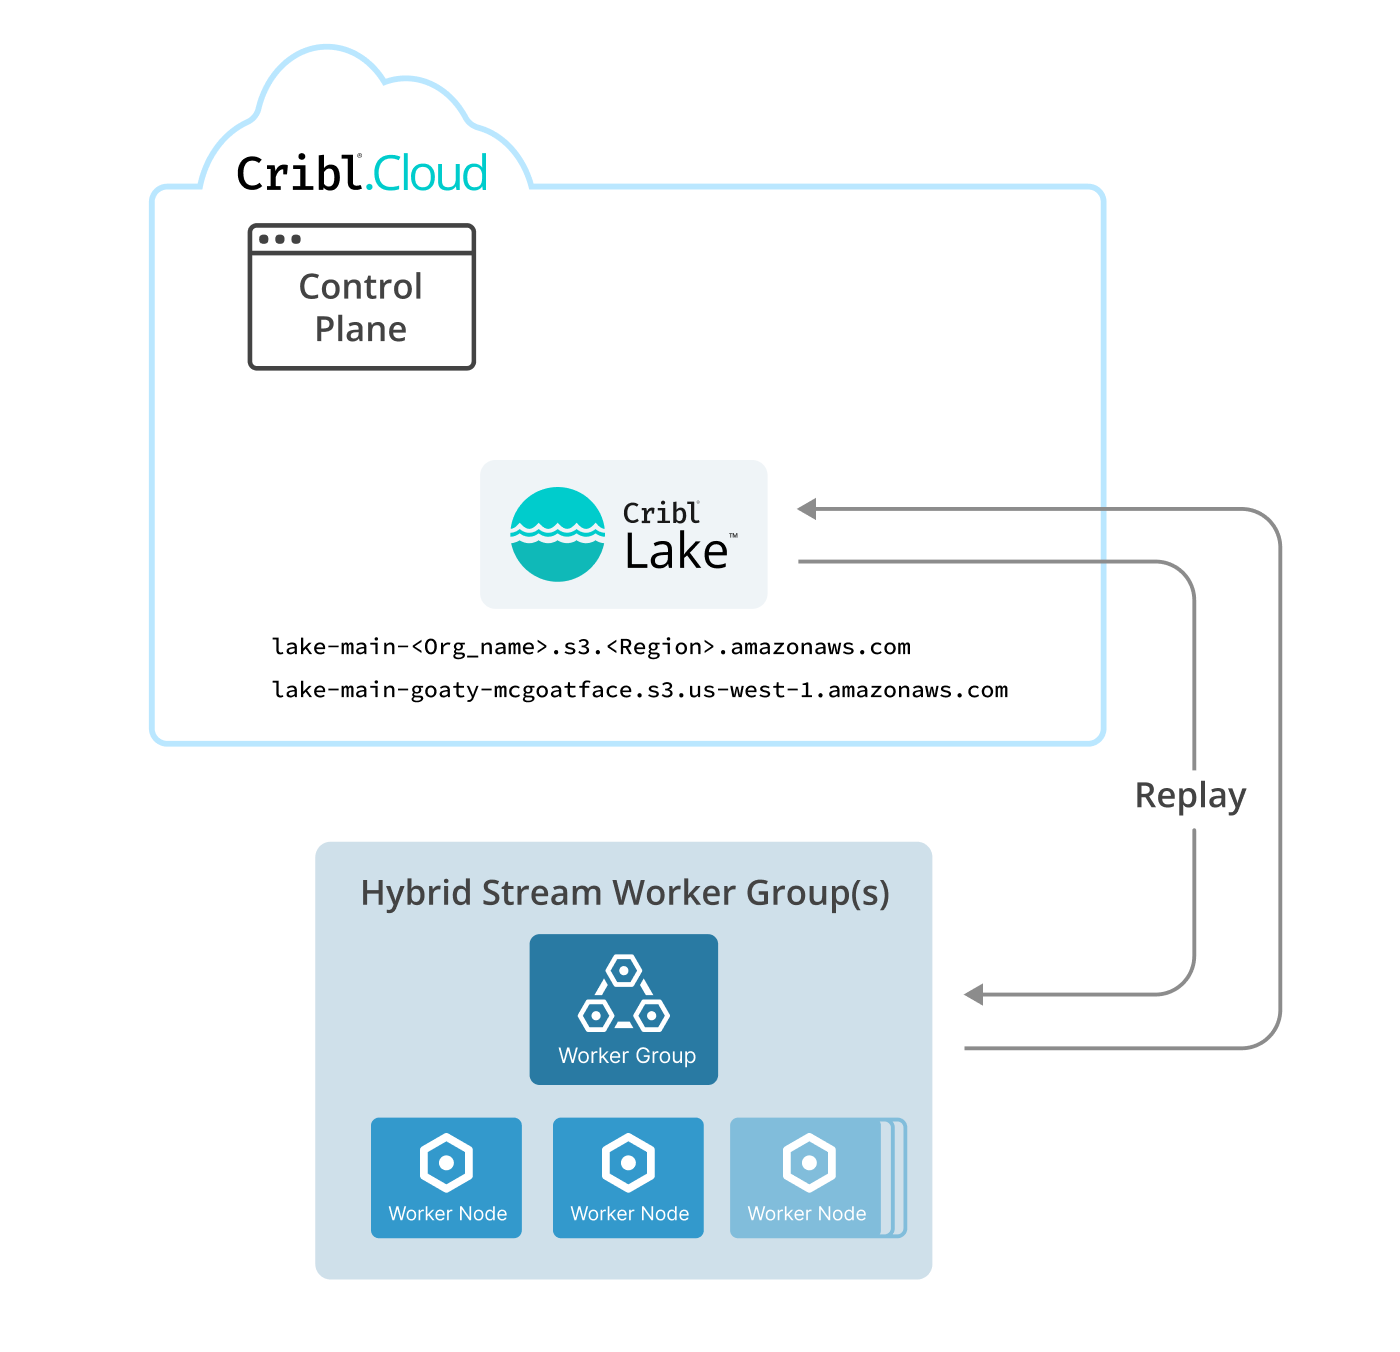 Cribl®.Cloud
Control
Plane
Cribl®
Lake™
lake-main-<Org_name>.s3.<Region>.amazonaws.com
lake-main-goaty-mcgoatface.s3.us-west-1.amazonaws.com
Replay
Hybrid Stream Worker Group(s)
Worker Group
Worker Node
Worker Node
Worker Node